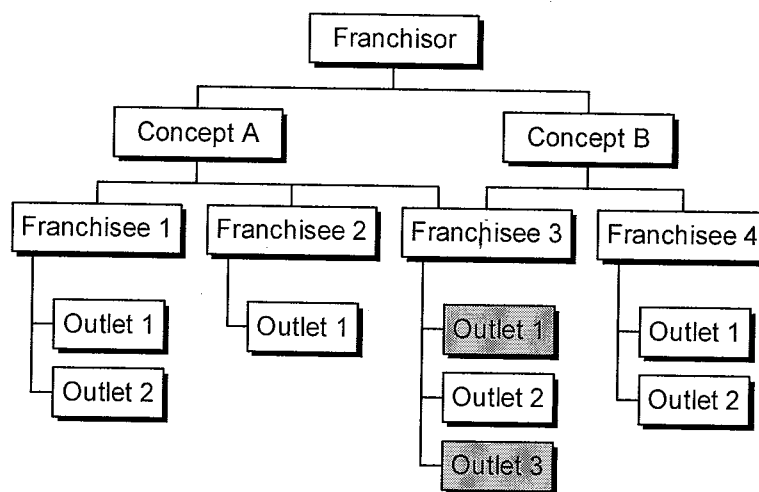 Franchisor
Concept A
Concept B
Franchisee 1
Franchisee 2
Franchisee 3
Franchisee 4
Outlet 1
Outlet 2
Outlet 1
Outlet 1
Outlet 2
Outlet 3
Outlet 1
Outlet 2